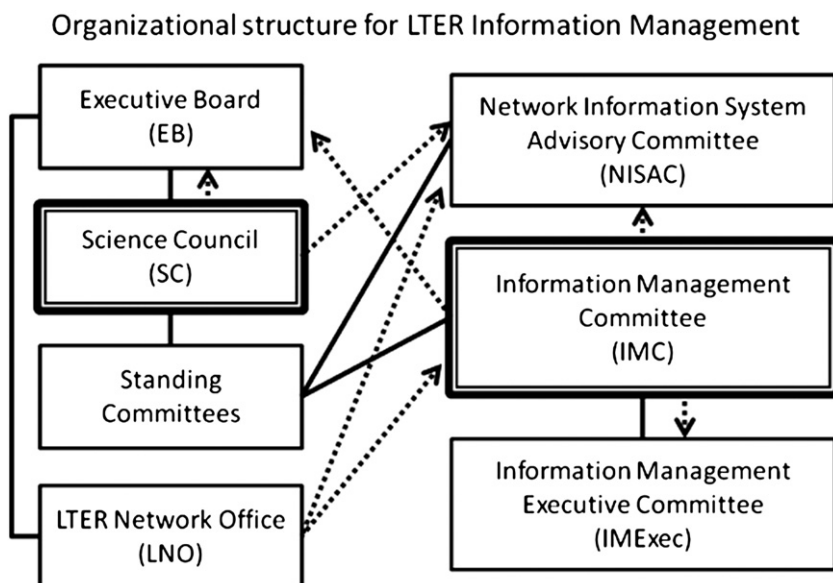 Organizational structure for LTER Information Management
Executive Board
(EB)
Science Council
(SC)
Standing
Committees
LTER Network Office
(LNO)
Network Information System
Advisory Committee
(NISAC)
Information Management
Committee
(IMC)
Information Management
Executive Committee
(IMExec)